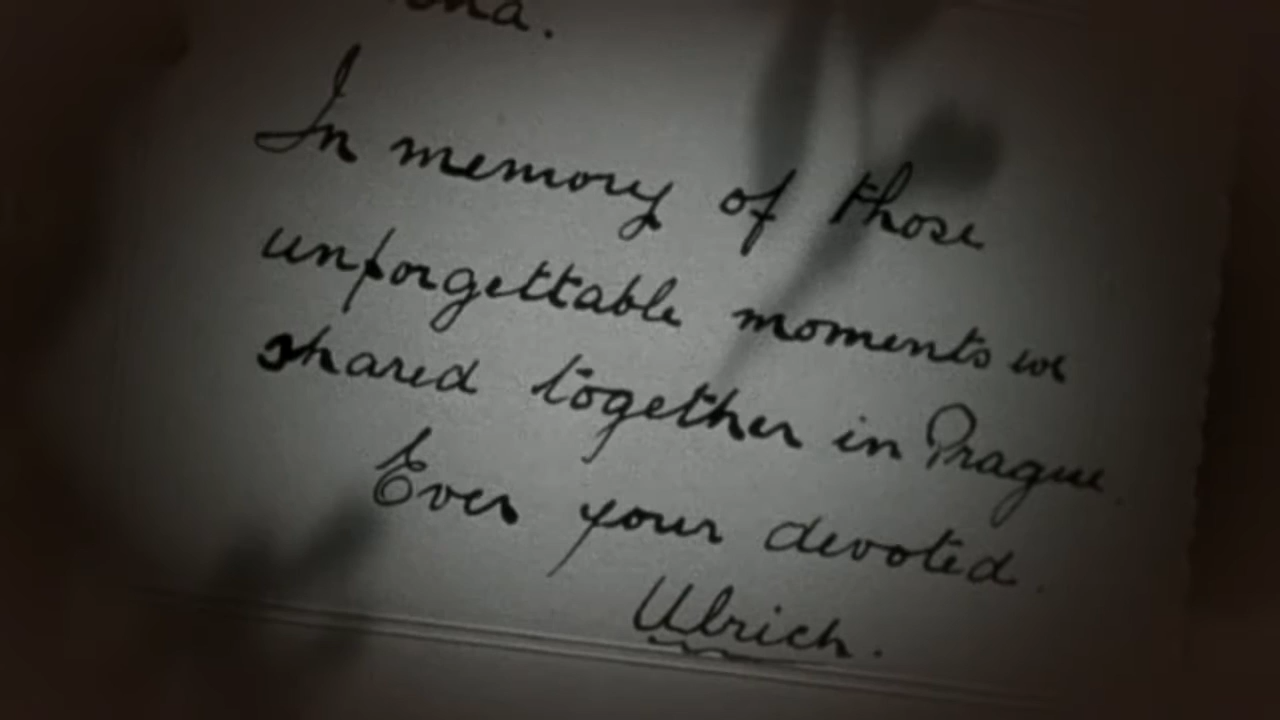 In memory of those
unforgettable moments we
shared together in Prague.
Ever your devoted.
Ulrich.